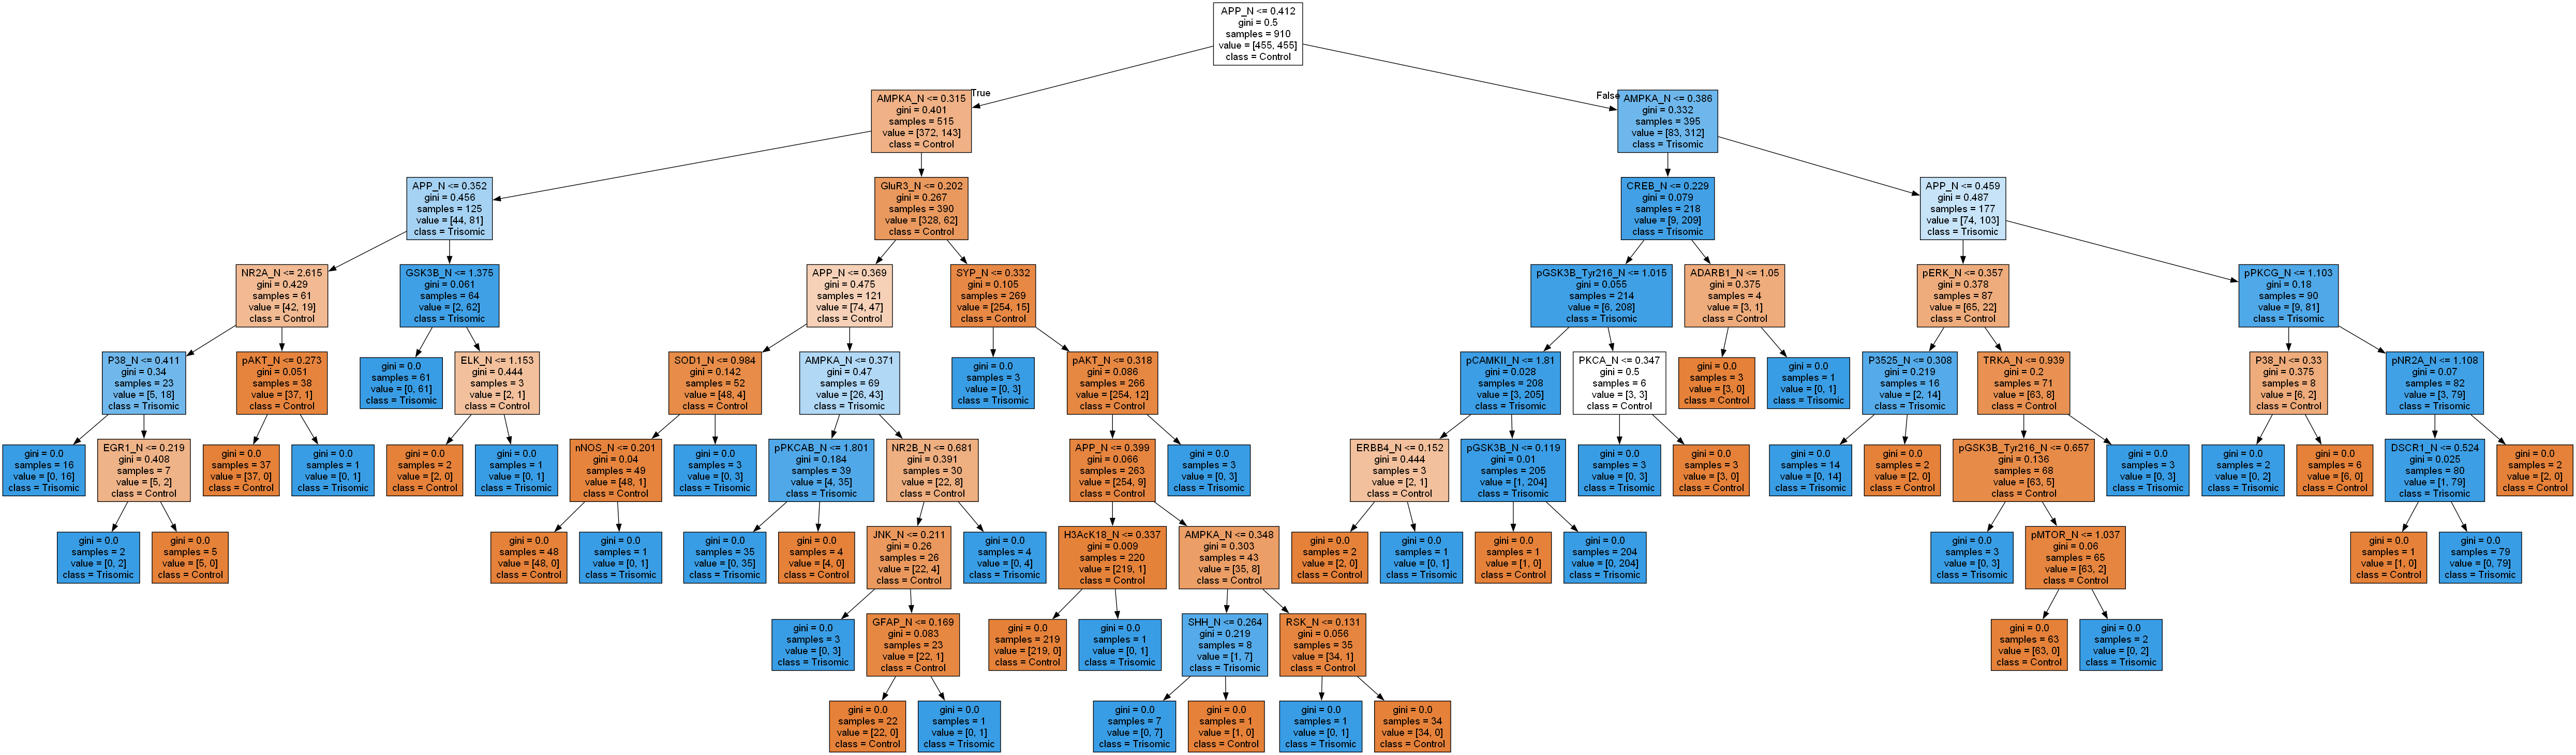 APP_N <= 0.412
gini = 0.5
samples = 910
value = [455, 455]
class = Control
True
False
AMPKA_N <= 0.315
gini = 0.401
samples = 515
value = [372, 143]
class = Control
AMPKA_N <= 0.386
gini = 0.332
samples = 395
value = [83, 312]
class = Trisomic
APP_N <= 0.352
gini = 0.456
samples = 125
value = [44, 81]
class = Trisomic
GluR3_N <= 0.202
gini = 0.267
samples = 390
value = [328, 62]
class = Control
CREB_N <= 0.229
gini = 0.079
samples = 218
value = [9, 209]
class = Trisomic
APP_N <= 0.459
gini = 0.487
samples = 177
value = [74, 103]
class = Trisomic
NR2A_N <= 2.615
gini = 0.429
samples = 61
value = [42, 19]
class = Control
GSK3B_N <= 1.375
gini = 0.061
samples = 64
value = [2, 62]
class = Trisomic
APP_N <= 0.369
gini = 0.475
samples = 121
value = [74, 47]
class = Control
SYP_N <= 0.332
gini = 0.105
samples = 269
value = [254, 15]
class = Control
pGSK3B_Tyr216_N <= 1.015
gini = 0.055
samples = 214
value = [6, 208]
class = Trisomic
ADARB1_N <= 1.05
gini = 0.375
samples = 4
value = [3, 1]
class = Control
pERK_N <= 0.357
gini = 0.378
samples = 87
value = [65, 22]
class = Control
pPKCG_N <= 1.103
gini = 0.18
samples = 90
value = [9, 81]
class = Trisomic
P38_N <= 0.411
gini = 0.34
samples = 23
value = [5, 18]
class = Trisomic
pAKT_N <= 0.273
gini = 0.051
samples = 38
value = [37, 1]
class = Control
gini = 0.0
samples = 61
value = [0, 61]
class = Trisomic
ELK_N <= 1.153
gini = 0.444
samples = 3
value = [2, 1]
class = Control
SOD1_N <= 0.984
gini = 0.142
samples = 52
value = [48, 4]
class = Control
AMPKA_N <= 0.371
gini = 0.47
samples = 69
value = [26, 43]
class = Trisomic
gini = 0.0
samples = 3
value = [0, 3]
class = Trisomic
pAKT_N <= 0.318
gini = 0.086
samples = 266
value = [254, 12]
class = Control
pCAMKII_N <= 1.81
gini = 0.028
samples = 208
value = [3, 205]
class = Trisomic
PKCA_N <= 0.347
gini = 0.5
samples = 6
value = [3, 3]
class = Control
gini = 0.0
samples = 3
value = [3, 0]
class = Control
gini = 0.0
samples = 1
value = [0, 1]
class = Trisomic
P3525_N <= 0.308
gini = 0.219
samples = 16
value = [2, 14]
class = Trisomic
TRKA_N <= 0.939
gini = 0.2
samples = 71
value = [63, 8]
class = Control
P38_N <= 0.33
gini = 0.375
samples = 8
value = [6, 2]
class = Control
pNR2A_N <= 1.108
gini = 0.07
samples = 82
value = [3, 79]
class = Trisomic
gini = 0.0
samples = 16
value = [0, 16]
class = Trisomic
EGR1_N <= 0.219
gini = 0.408
samples = 7
value = [5, 2]
class = Control
gini = 0.0
samples = 37
value = [37, 0]
class = Control
gini = 0.0
samples = 1
value = [0, 1]
class = Trisomic
gini = 0.0
samples = 2
value = [2, 0]
class = Control
gini = 0.0
samples = 1
value = [0, 1]
class = Trisomic
nNOS_N <= 0.201
gini = 0.04
samples = 49
value = [48, 1]
class = Control
gini = 0.0
samples = 3
value = [0, 3]
class = Trisomic
pPKCAB_N <= 1.801
gini = 0.184
samples = 39
value = [4, 35]
class = Trisomic
NR2B_N <= 0.681
gini = 0.391
samples = 30
value = [22, 8]
class = Control
APP_N <= 0.399
gini = 0.066
samples = 263
value = [254, 9]
class = Control
gini = 0.0
samples = 3
value = [0, 3]
class = Trisomic
ERBB4_N <= 0.152
gini = 0.444
samples = 3
value = [2, 1]
class = Control
pGSK3B_N <= 0.119
gini = 0.01
samples = 205
value = [1, 204]
class = Trisomic
gini = 0.0
samples = 3
value = [0, 3]
class = Trisomic
gini = 0.0
samples = 3
value = [3, 0]
class = Control
gini = 0.0
samples = 14
value = [0, 14]
class = Trisomic
gini = 0.0
samples = 2
value = [2, 0]
class = Control
pGSK3B_Tyr216_N <= 0.657
gini = 0.136
samples = 68
value = [63, 5]
class = Control
gini = 0.0
samples = 3
value = [0, 3]
class = Trisomic
gini = 0.0
samples = 2
value = [0, 2]
class = Trisomic
gini = 0.0
samples = 6
value = [6, 0]
class = Control
DSCR1_N <= 0.524
gini = 0.025
samples = 80
value = [1, 79]
class = Trisomic
gini = 0.0
samples = 2
value = [2, 0]
class = Control
gini = 0.0
samples = 2
value = [0, 2]
class = Trisomic
gini = 0.0
samples = 5
value = [5, 0]
class = Control
gini = 0.0
samples = 48
value = [48, 0]
class = Control
gini = 0.0
samples = 1
value = [0, 1]
class = Trisomic
gini = 0.0
samples = 35
value = [0, 35]
class = Trisomic
gini = 0.0
samples = 4
value = [4, 0]
class = Control
JNK_N <= 0.211
gini = 0.26
samples = 26
value = [22, 4]
class = Control
gini = 0.0
samples = 4
value = [0, 4]
class = Trisomic
H3AcK18_N <= 0.337
gini = 0.009
samples = 220
value = [219, 1]
class = Control
AMPKA_N <= 0.348
gini = 0.303
samples = 43
value = [35, 8]
class = Control
gini = 0.0
samples = 2
value = [2, 0]
class = Control
gini = 0.0
samples = 1
value = [0, 1]
class = Trisomic
gini = 0.0
samples = 1
value = [1, 0]
class = Control
gini = 0.0
samples = 204
value = [0, 204]
class = Trisomic
gini = 0.0
samples = 3
value = [0, 3]
class = Trisomic
pMTOR_N <= 1.037
gini = 0.06
samples = 65
value = [63, 2]
class = Control
gini = 0.0
samples = 1
value = [1, 0]
class = Control
gini = 0.0
samples = 79
value = [0, 79]
class = Trisomic
gini = 0.0
samples = 3
value = [0, 3]
class = Trisomic
GFAP_N <= 0.169
gini = 0.083
samples = 23
value = [22, 1]
class = Control
gini = 0.0
samples = 219
value = [219, 0]
class = Control
gini = 0.0
samples = 1
value = [0, 1]
class = Trisomic
SHH_N <= 0.264
gini = 0.219
samples = 8
value = [1, 7]
class = Trisomic
RSK_N <= 0.131
gini = 0.056
samples = 35
value = [34, 1]
class = Control
gini = 0.0
samples = 63
value = [63, 0]
class = Control
gini = 0.0
samples = 2
value = [0, 2]
class = Trisomic
gini = 0.0
samples = 22
value = [22, 0]
class = Control
gini = 0.0
samples = 1
value = [0, 1]
class = Trisomic
gini = 0.0
samples = 7
value = [0, 7]
class = Trisomic
gini = 0.0
samples = 1
value = [1, 0]
class = Control
gini = 0.0
samples = 1
value = [0, 1]
class = Trisomic
gini = 0.0
samples = 34
value = [34, 0]
class = Control